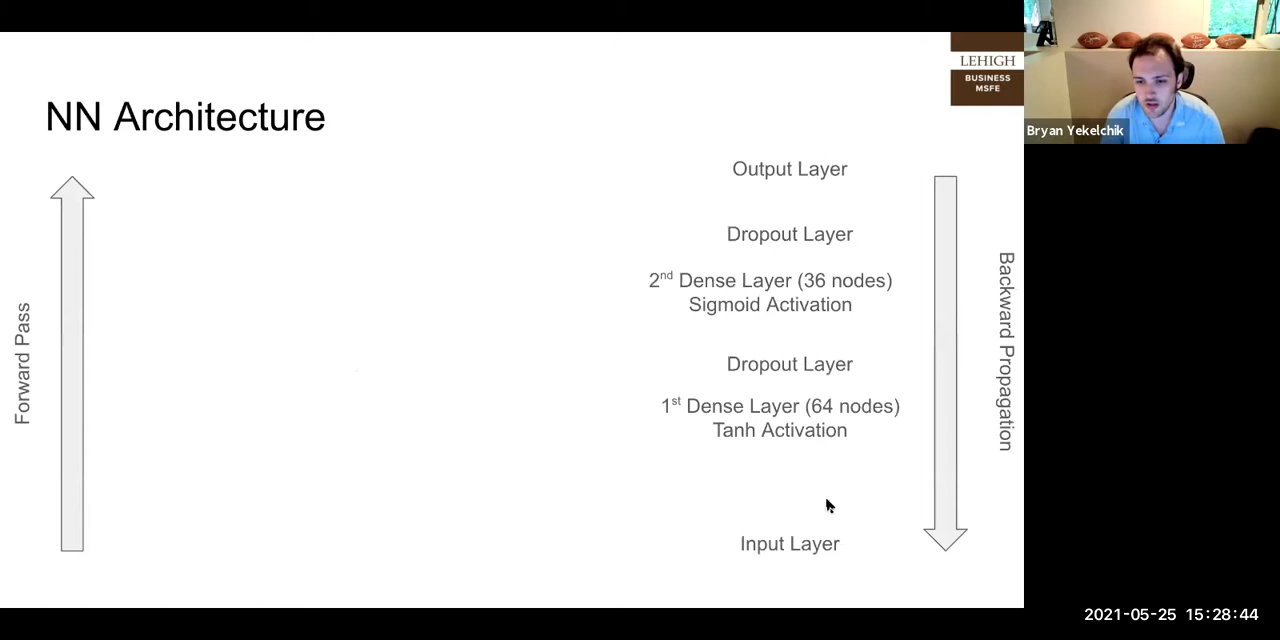 LEHIGH
BUSINESS
MSFE
NN Architecture
Bryan Yekelchik
Output Layer
Dropout Layer
2nd Dense Layer (36 nodes)
Sigmoid Activation
Dropout Layer
1st Dense Layer (64 nodes)
Tanh Activation
Input Layer
Forward Pass
Backward Propagation
2021-05-25 15:28:44